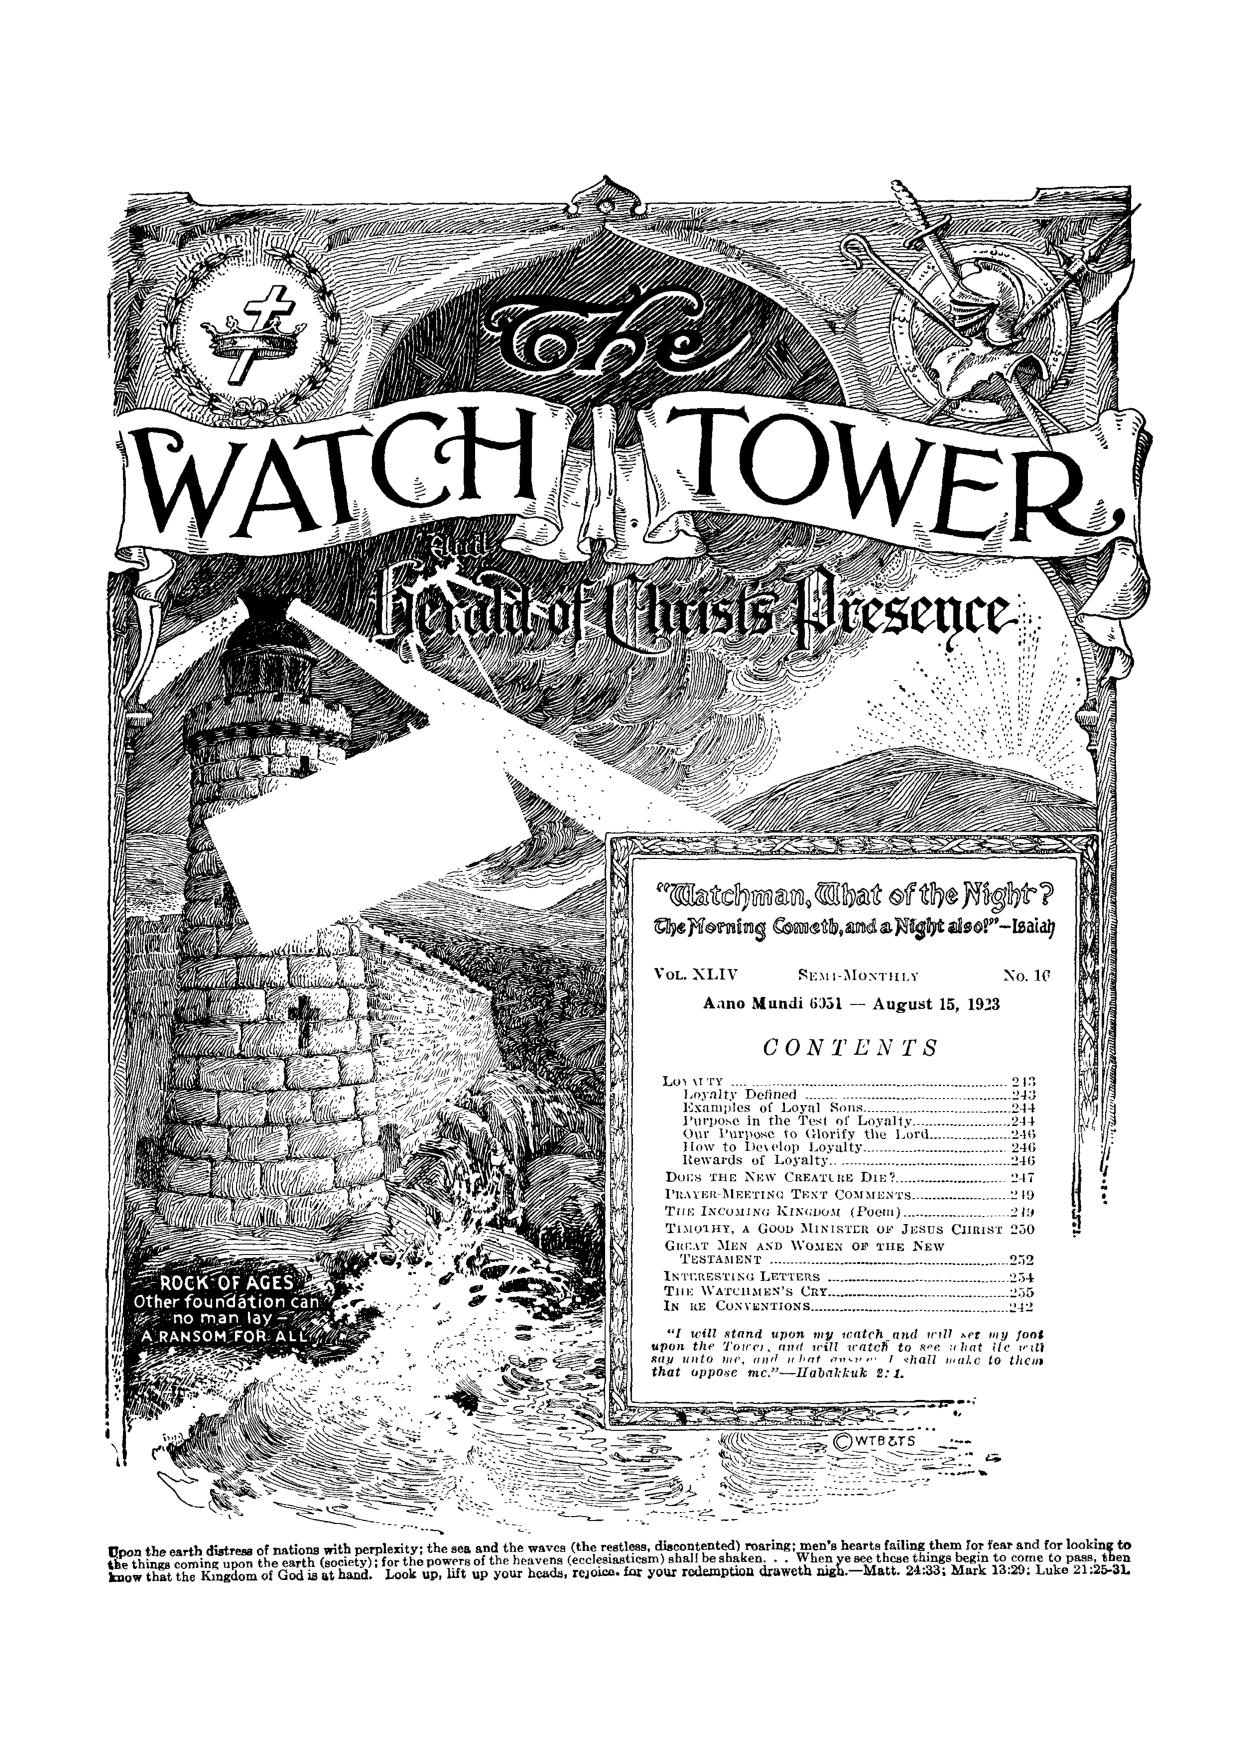 The
WATCH TOWER
And
Herald of Christ's Presence
"Watchman, What of the Night?
The Morning Cometh, and a Night also!"—Isaiah
VOL. XLIV SEMI-MONTHLY No. 16
Anno Mundi 6051 — August 15, 1923
CONTENTS
LOYALTY 243
Loyalty Defined 243
Examples of Loyal Sons 244
Purpose in the Test of Loyalty 244
Our Purpose to Glorify the Lord 246
How to Develop Loyalty 246
Rewards of Loyalty 246
DOES THE NEW CREATURE DIE? 247
PRAYER-MEETING TEXT COMMENTS 249
THE INCOMING KINGDOM (Poem) 249
TIMOTHY, A GOOD MINISTER OF JESUS CHRIST 250
GREAT MEN AND WOMEN OF THE NEW
TESTAMENT 252
INTERESTING LETTERS 254
THE WATCHMEN'S CRY 255
IN RE CONVENTIONS 242
"I will stand upon my watch and will set my foot
upon the Tower, and will watch to see what He will
say unto me, and what answer I shall make to them
that oppose me."—Habakkuk 2:1.
ROCK OF AGES
Other foundation can
no man lay —
A RANSOM FOR ALL
©WTB&TS
Upon the earth distress of nations with perplexity; the sea and the waves (the restless, discontented) roaring; men's hearts failing them for fear and for looking to
the things coming upon the earth (society); for the powers of the heavens (ecclesiasticsm) shall be shaken. . . When ye see these things begin to come to pass, then
know that the Kingdom of God is at hand. Look up, lift up your heads, rejoice, for your redemption draweth nigh.—Matt. 24:33; Mark 13:29; Luke 21:25-31.